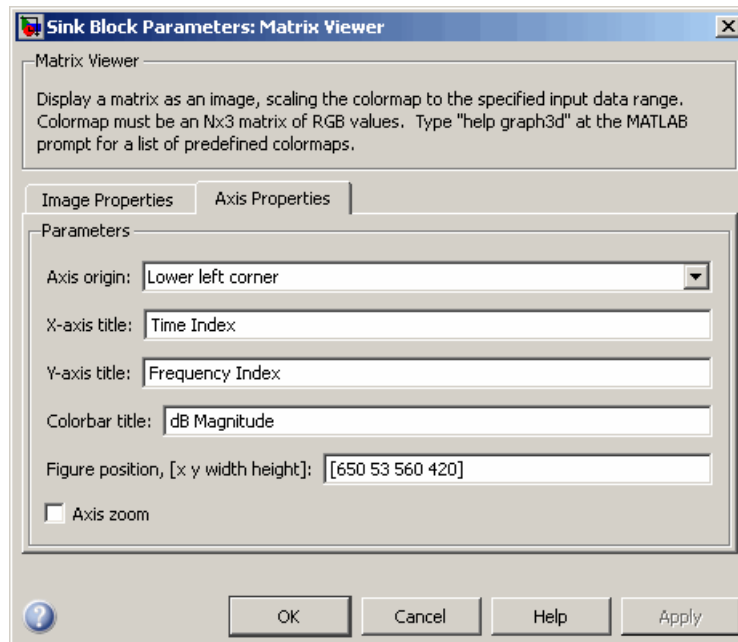 Sink Block Parameters: Matrix Viewer
Matrix Viewer
Display a matrix as an image, scaling the colormap to the specified input data range.
Colormap must be an Nx3 matrix of RGB values.  Type "help graph3d" at the MATLAB
prompt for a list of predefined colormaps.
Image Properties
Axis Properties
Parameters
Axis origin: Lower left corner
X-axis title: Time Index
Y-axis title: Frequency Index
Colorbar title: dB Magnitude
Figure position, [x y width height]: [650 53 560 420]
Axis zoom
? OK Cancel Help Apply